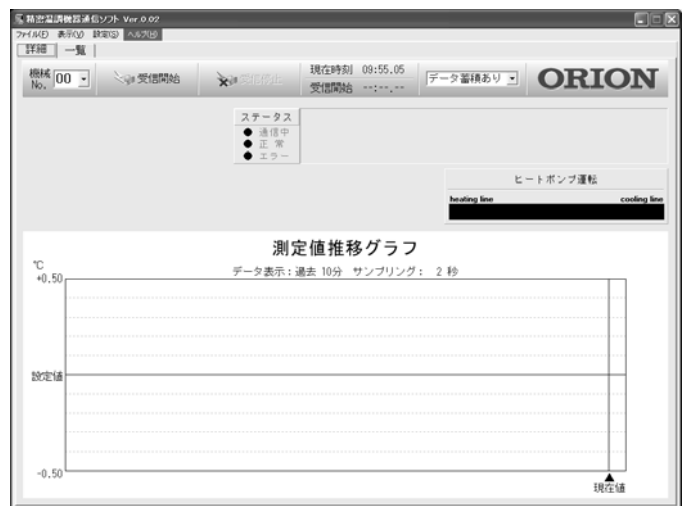 精密温調機器通信ソフト Ver 0.02
ファイル(F) 表示(V) 設定(S) ヘルプ(H)
詳細 一覧
機械 No. 00 受信開始 受信停止 現在時刻 09:55.05 データ蓄積あり ORION
受信開始 --:--.--
ステータス
通信中
正 常
エラー
ヒートポンプ運転
heating line cooling line
測定値推移グラフ
データ表示：過去 10分 サンプリング： 2 秒
℃
+0.50
設定値
-0.50
現在値